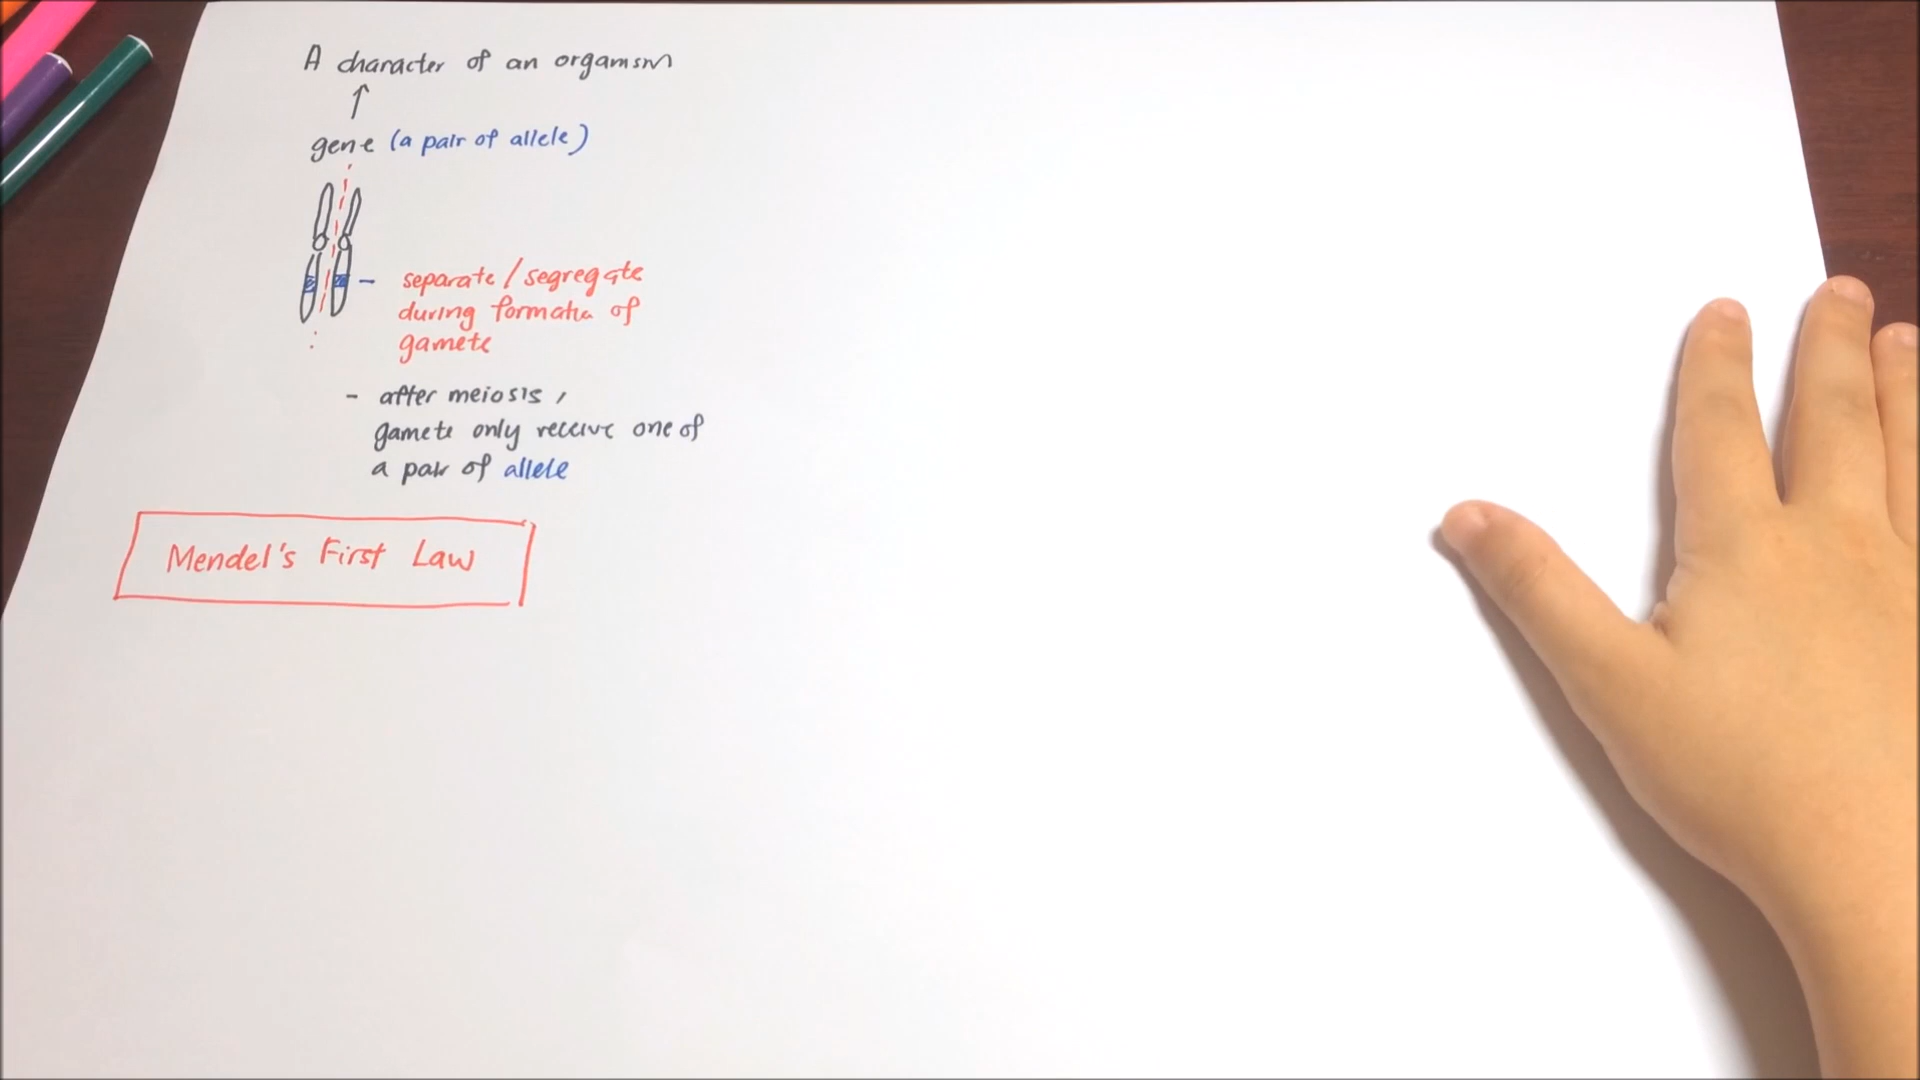 A character of an organism
↑
gene (a pair of allele)
- separate / segregate
during formatn of
gamete
- after meiosis,
gamete only receive one of
a pair of allele
Mendel's First Law